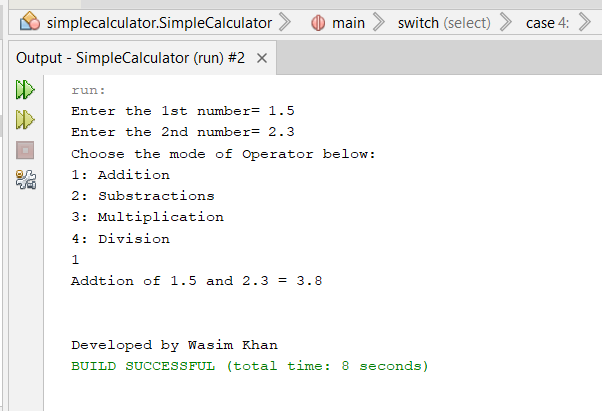 simplecalculator.SimpleCalculator main switch (select) case 4:
Output - SimpleCalculator (run) #2
run:
Enter the 1st number= 1.5
Enter the 2nd number= 2.3
Choose the mode of Operator below:
1: Addition
2: Substractions
3: Multiplication
4: Division
1
Addtion of 1.5 and 2.3 = 3.8
Developed by Wasim Khan
BUILD SUCCESSFUL (total time: 8 seconds)